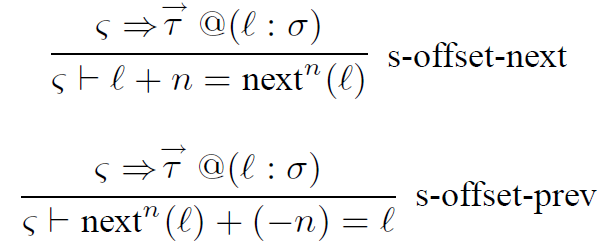 ς ⇒ τ⃗ @(ℓ : σ)
ς ⊢ ℓ + n = nextⁿ(ℓ) s-offset-next
ς ⇒ τ⃗ @(ℓ : σ)
ς ⊢ nextⁿ(ℓ) + (−n) = ℓ s-offset-prev